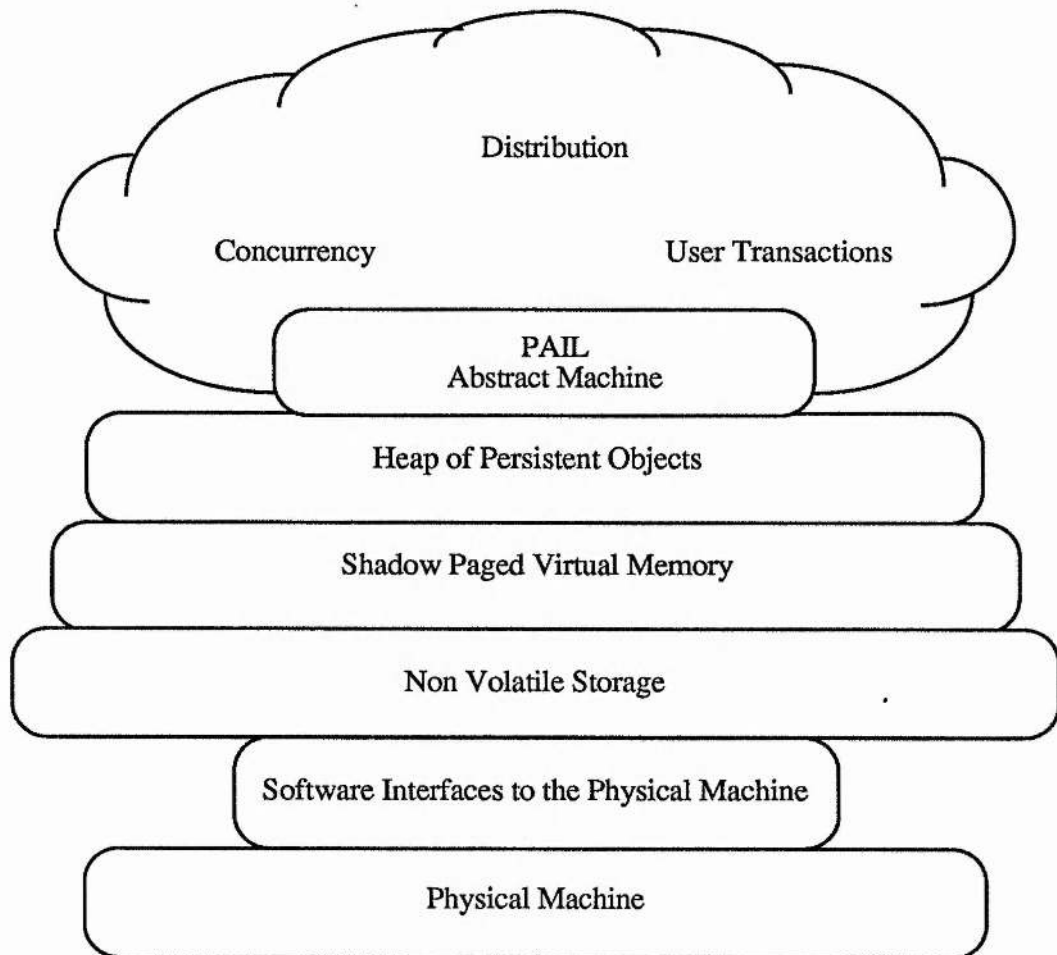 Distribution
Concurrency
User Transactions
PAIL
Abstract Machine
Heap of Persistent Objects
Shadow Paged Virtual Memory
Non Volatile Storage
Software Interfaces to the Physical Machine
Physical Machine